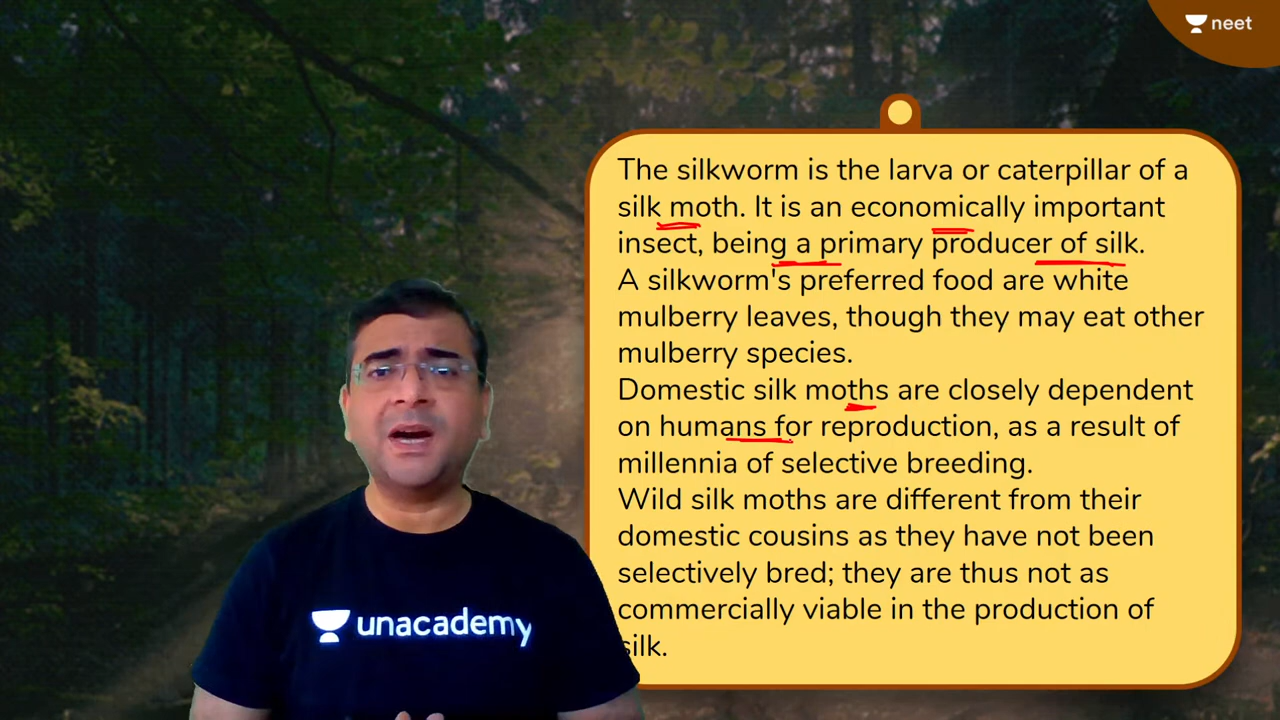 neet
The silkworm is the larva or caterpillar of a
silk moth. It is an economically important
insect, being a primary producer of silk.
A silkworm's preferred food are white
mulberry leaves, though they may eat other
mulberry species.
Domestic silk moths are closely dependent
on humans for reproduction, as a result of
millennia of selective breeding.
Wild silk moths are different from their
domestic cousins as they have not been
selectively bred; they are thus not as
commercially viable in the production of
silk.
unacademy